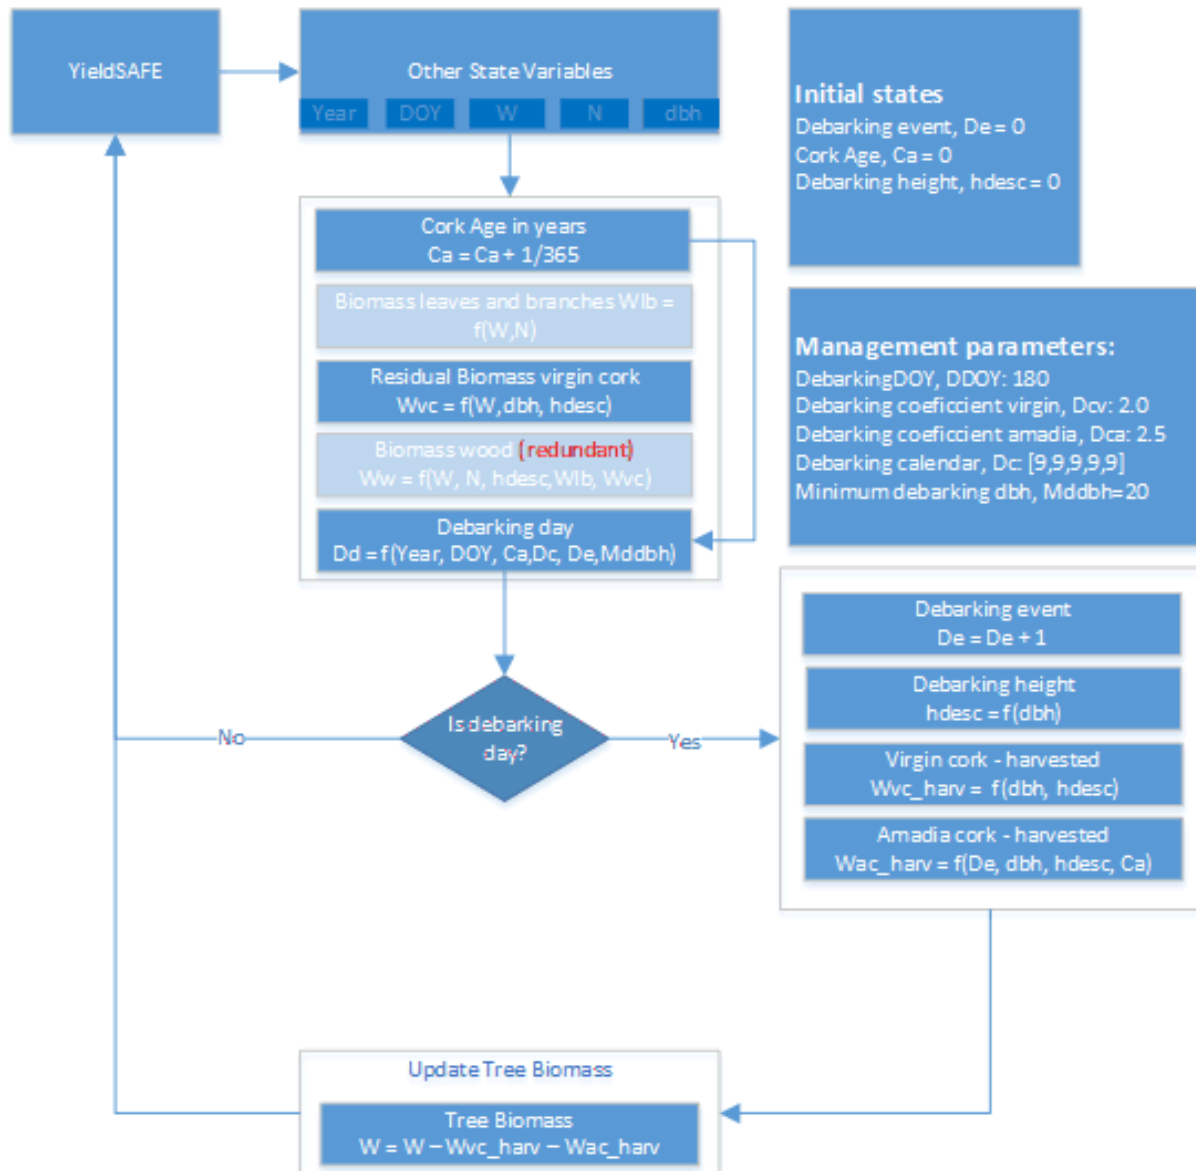 YieldSAFE
Other State Variables
Year
DOY
W
N
dbh
Initial states
Debarking event, De = 0
Cork Age, Ca = 0
Debarking height, hdesc = 0
Cork Age in years
Ca = Ca + 1/365
Biomass leaves and branches Wlb =
f(W,N)
Residual Biomass virgin cork
Wvc = f(W,dbh, hdesc)
Biomass wood (redundant)
Ww = f(W, N, hdesc,Wlb, Wvc)
Debarking day
Dd = f(Year, DOY, Ca,Dc, De,Mddbh)
Management parameters:
DebarkingDOY, DDOY: 180
Debarking coeficcient virgin, Dcv: 2.0
Debarking coeficcient amadia, Dca: 2.5
Debarking calendar, Dc: [9,9,9,9,9]
Minimum debarking dbh, Mddbh=20
Is debarking
day?
No
Yes
Debarking event
De = De + 1
Debarking height
hdesc = f(dbh)
Virgin cork - harvested
Wvc_harv = f(dbh, hdesc)
Amadia cork - harvested
Wac_harv = f(De, dbh, hdesc, Ca)
Update Tree Biomass
Tree Biomass
W = W – Wvc_harv – Wac_harv